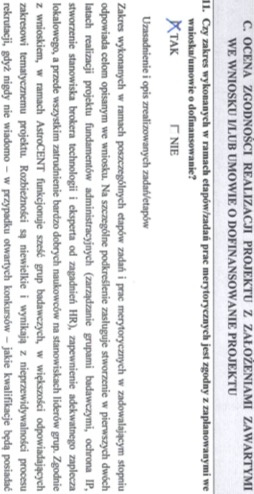 C. OCENA ZGODNOŚCI REALIZACJI PROJEKTU Z ZAŁOŻENIAMI ZAWARTYMI
WE WNIOSKU I/LUB UMOWIE O DOFINANSOWANIE PROJEKTU
11. Czy zakres wykonanych w ramach etapów/zadań prac merytorycznych jest zgodny z zaplanowanymi we
wniosku/umowie o dofinansowanie?
TAK NIE
Uzasadnienie i opis zrealizowanych zadań/etapów
Zakres wykonanych w ramach poszczególnych etapów zadań i prac merytorycznych w zadowalającym stopniu
odpowiada celom opisanym we wniosku. Na szczególne podkreślenie zasługuje stworzenie w pierwszych dwóch
latach realizacji projektu fundamentów administracyjnych (zarządzanie grupami badawczymi, ochrona IP,
stworzenie stanowiska brokera technologii i eksperta od zagadnień HR), zapewnienie adekwatnego zaplecza
lokalowego, a przede wszystkim zatrudnienie bardzo dobrych naukowców na stanowiskach liderów grup. Zgodnie
z wnioskiem, w ramach AstroCENT funkcjonuje sześć grup badawczych, w większości odpowiadających
zakresowi tematycznemu projektu. Rozbieżności są niewielkie i wynikają z nieprzewidywalności procesu
rekrutacji, gdyż nigdy nie wiadomo – w przypadku otwartych konkursów – jakie kwalifikacje będą posiadać